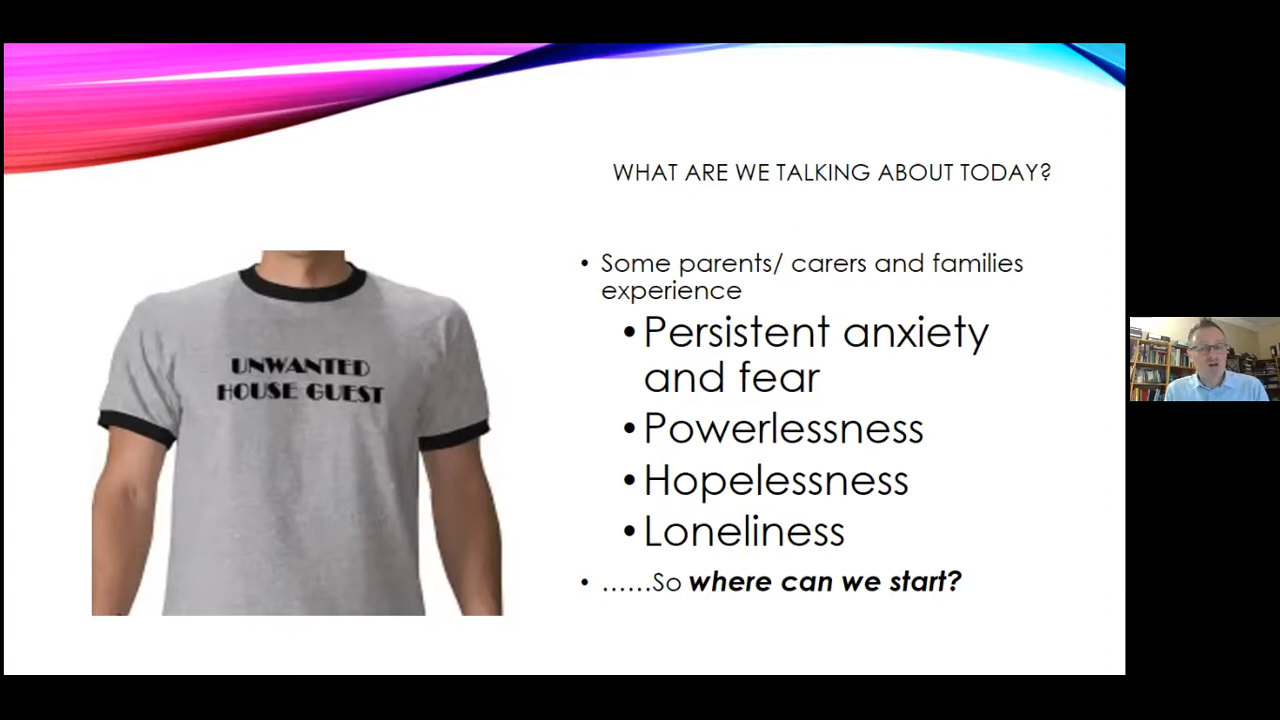 WHAT ARE WE TALKING ABOUT TODAY?
UNWANTED
HOUSE GUEST
• Some parents/ carers and families
experience
•Persistent anxiety
and fear
•Powerlessness
•Hopelessness
•Loneliness
• ......So where can we start?